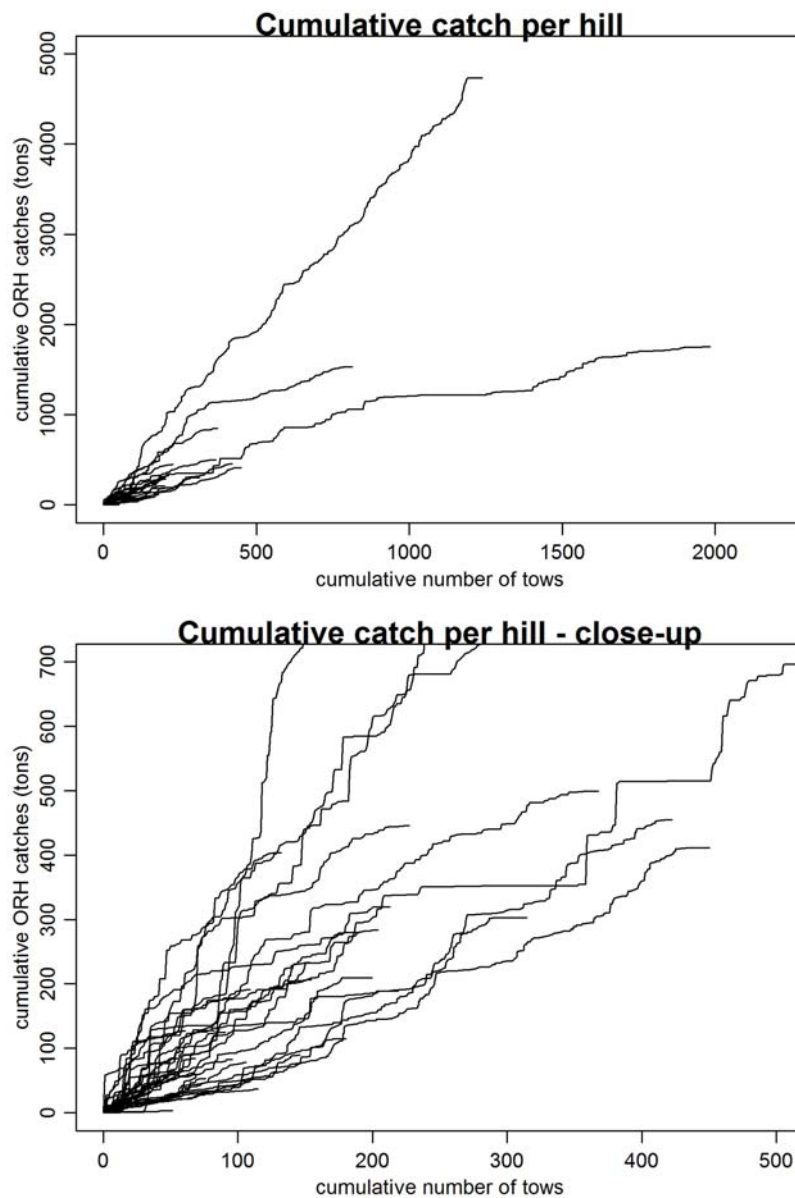 Cumulative catch per hill
5000
4000
3000
2000
1000
0
cumulative ORH catches (tons)
0 500 1000 1500 2000
cumulative number of tows
Cumulative catch per hill - close-up
700
600
500
400
300
200
100
0
cumulative ORH catches (tons)
0 100 200 300 400 500
cumulative number of tows